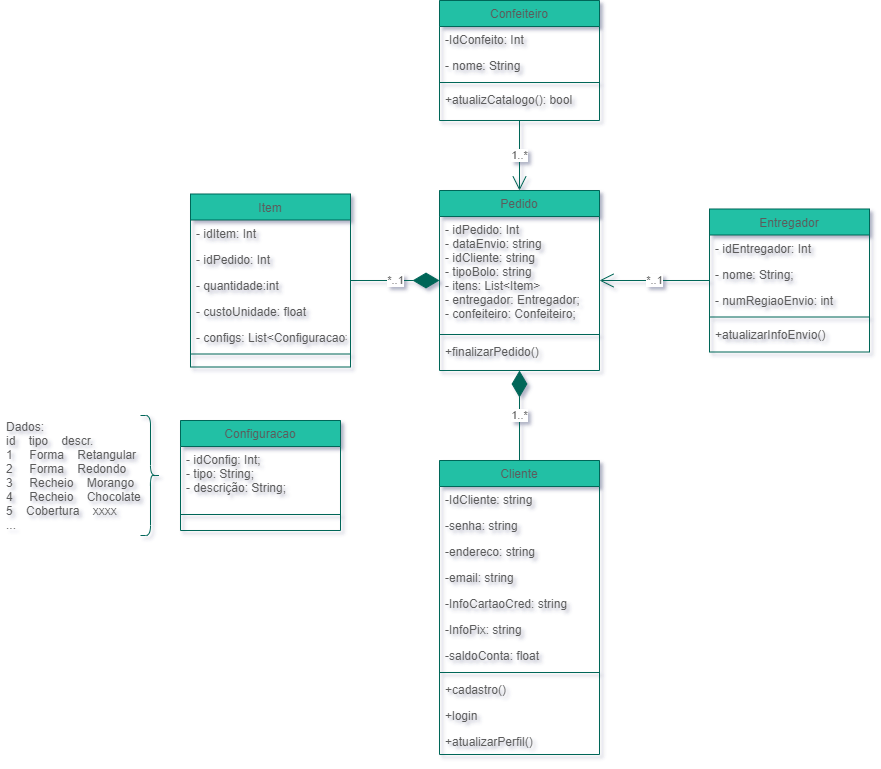 Confeiteiro
-IdConfeito: Int
- nome: String
+atualizCatalogo(): bool
1..*
Item
- idItem: Int
- idPedido: Int
- quantidade:int
- custoUnidade: float
- configs: List<Configuracao
*..1
Pedido
- idPedido: Int
- dataEnvio: string
- idCliente: string
- tipoBolo: string
- itens: List<Item>
- entregador: Entregador;
- confeiteiro: Confeiteiro;
+finalizarPedido()
*..1
Entregador
- idEntregador: Int
- nome: String;
- numRegiaoEnvio: int
+atualizarInfoEnvio()
1..*
Dados:
id tipo descr.
1 Forma Retangular
2 Forma Redondo
3 Recheio Morango
4 Recheio Chocolate
5 Cobertura xxxx
...
Configuracao
- idConfig: Int;
- tipo: String;
- descrição: String;
Cliente
-IdCliente: string
-senha: string
-endereco: string
-email: string
-InfoCartaoCred: string
-InfoPix: string
-saldoConta: float
+cadastro()
+login
+atualizarPerfil()